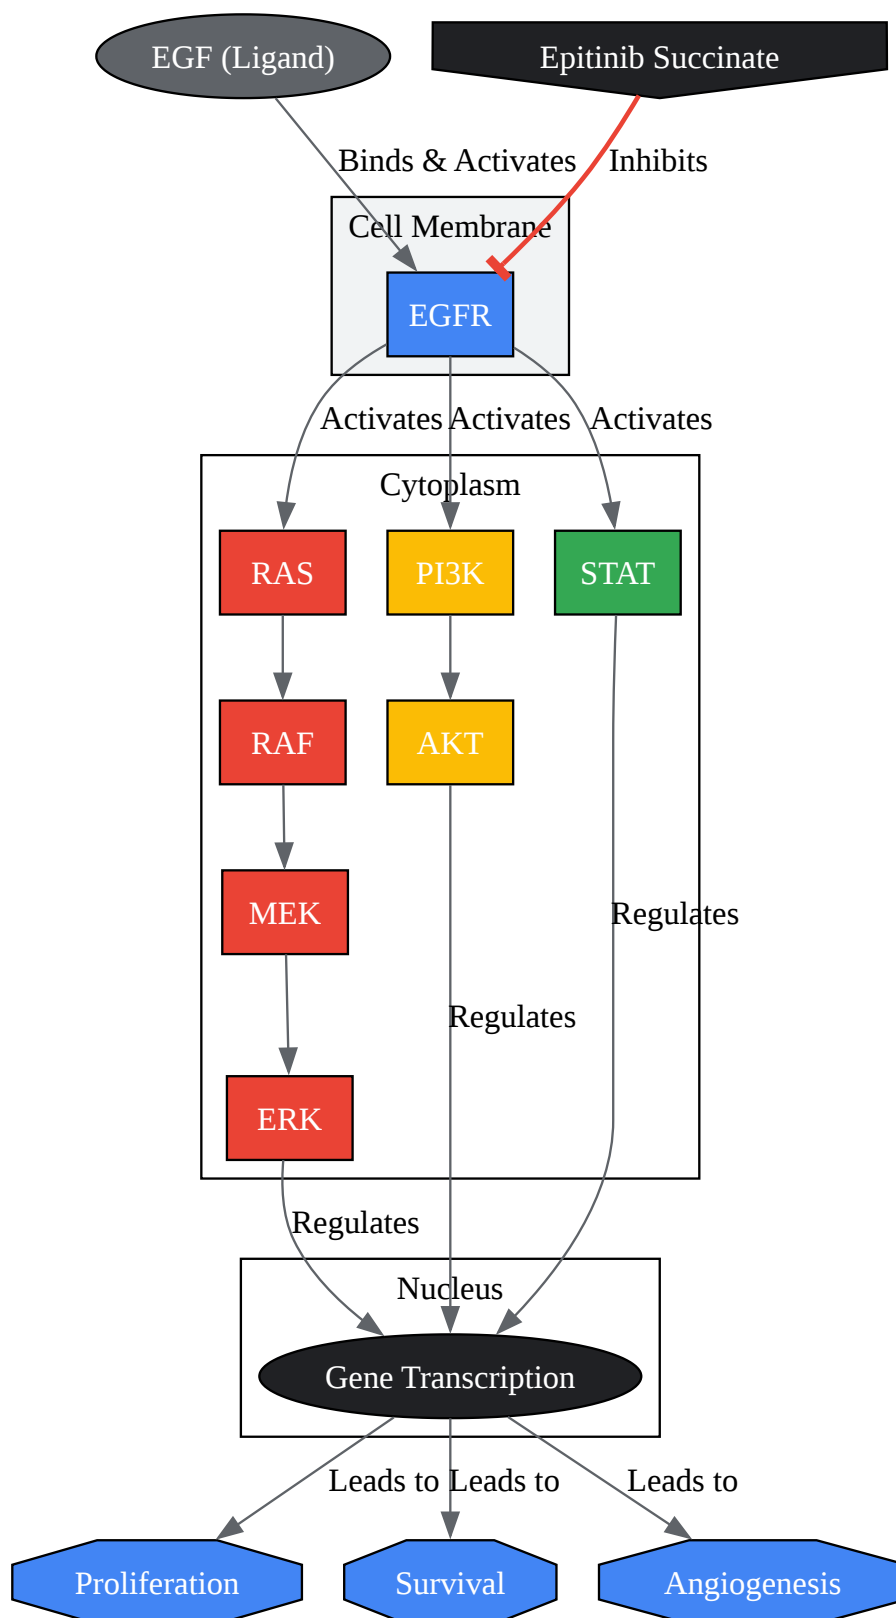 EGF (Ligand)
Epitinib Succinate
Binds & Activates
Inhibits
Cell Membrane
EGFR
Activates
Activates
Activates
Cytoplasm
RAS
PI3K
STAT
RAF
AKT
MEK
Regulates
Regulates
ERK
Regulates
Nucleus
Gene Transcription
Leads to
Leads to
Leads to
Proliferation
Survival
Angiogenesis